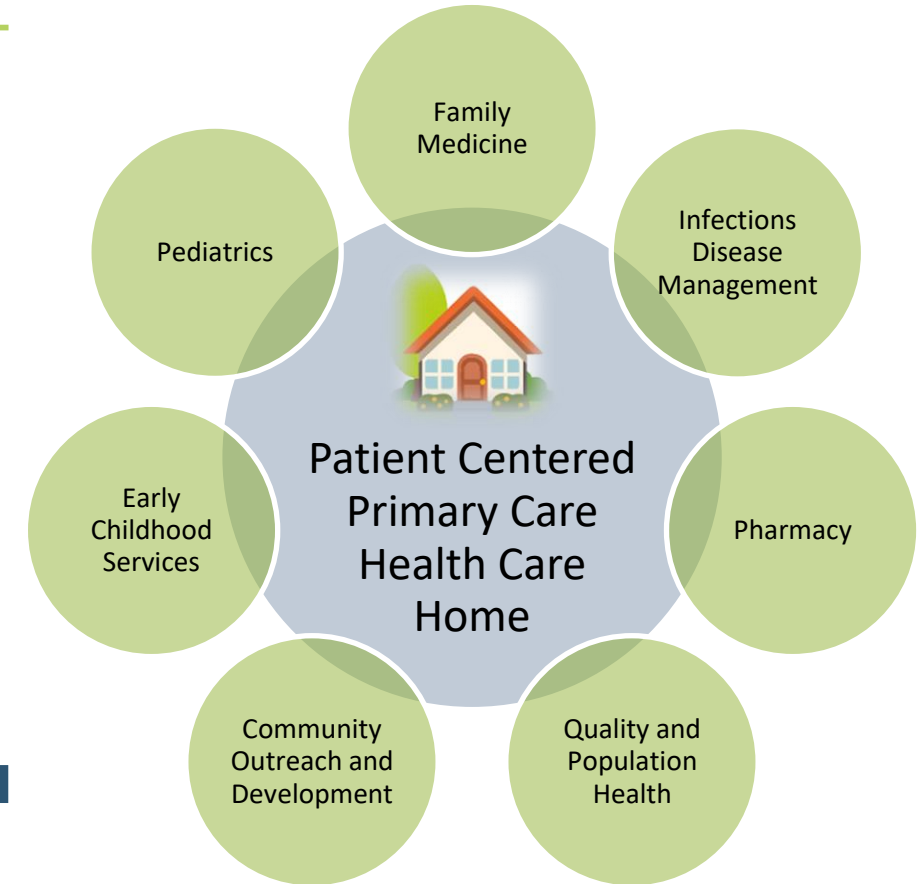 Family
Medicine
Infections
Disease
Management
Pharmacy
Quality and
Population
Health
Community
Outreach and
Development
Early
Childhood
Services
Pediatrics
Patient Centered
Primary Care
Health Care
Home